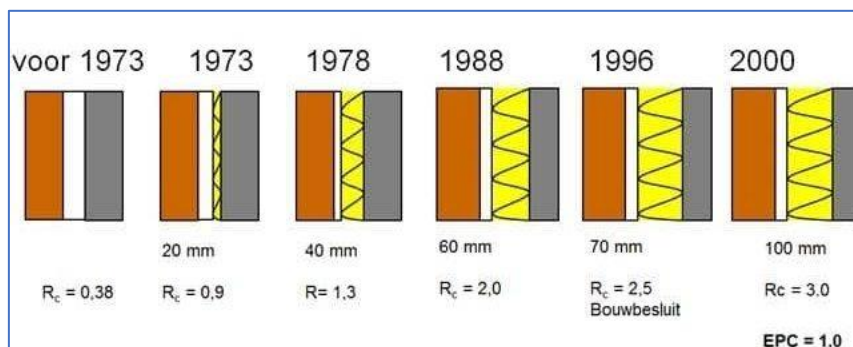 voor 1973 1973 1978 1988 1996 2000
20 mm 40 mm 60 mm 70 mm 100 mm
Rc = 0,38 Rc = 0,9 R= 1,3 Rc = 2,0 Rc = 2,5 Rc = 3.0
Bouwbesluit
EPC = 1.0